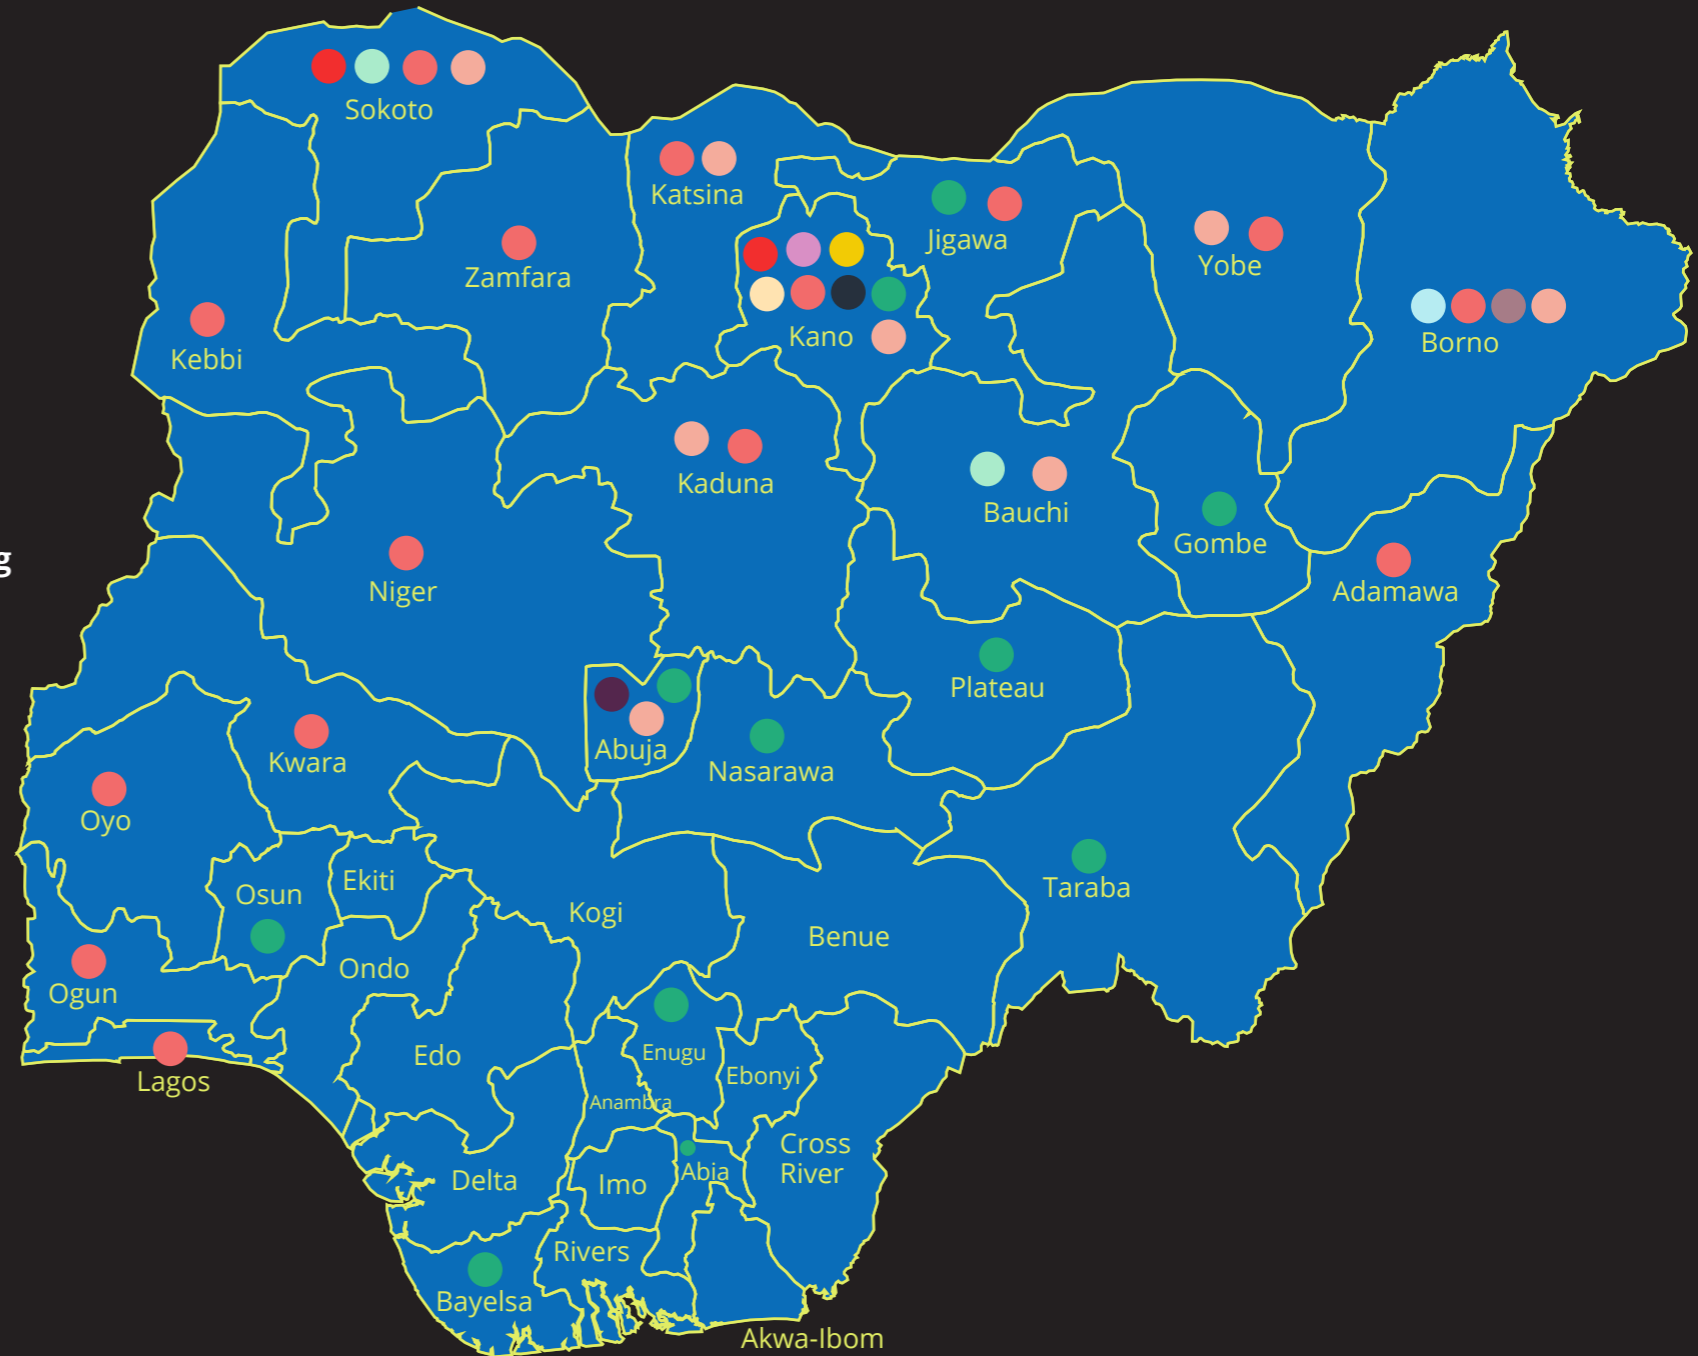 Sokoto
Katsina
Jigawa
Zamfara
Yobe
Kano
Borno
Kebbi
Kaduna
Bauchi
Gombe
g
Niger
Adamawa
Plateau
Abuja
Kwara
Nasarawa
Oyo
Ekiti
Osun
Taraba
Kogi
Benue
Ondo
Ogun
Enugu
Edo
Ebonyi
Lagos
Anambra
Cross
River
Abia
Delta
Imo
Rivers
Bayelsa
Akwa-Ibom